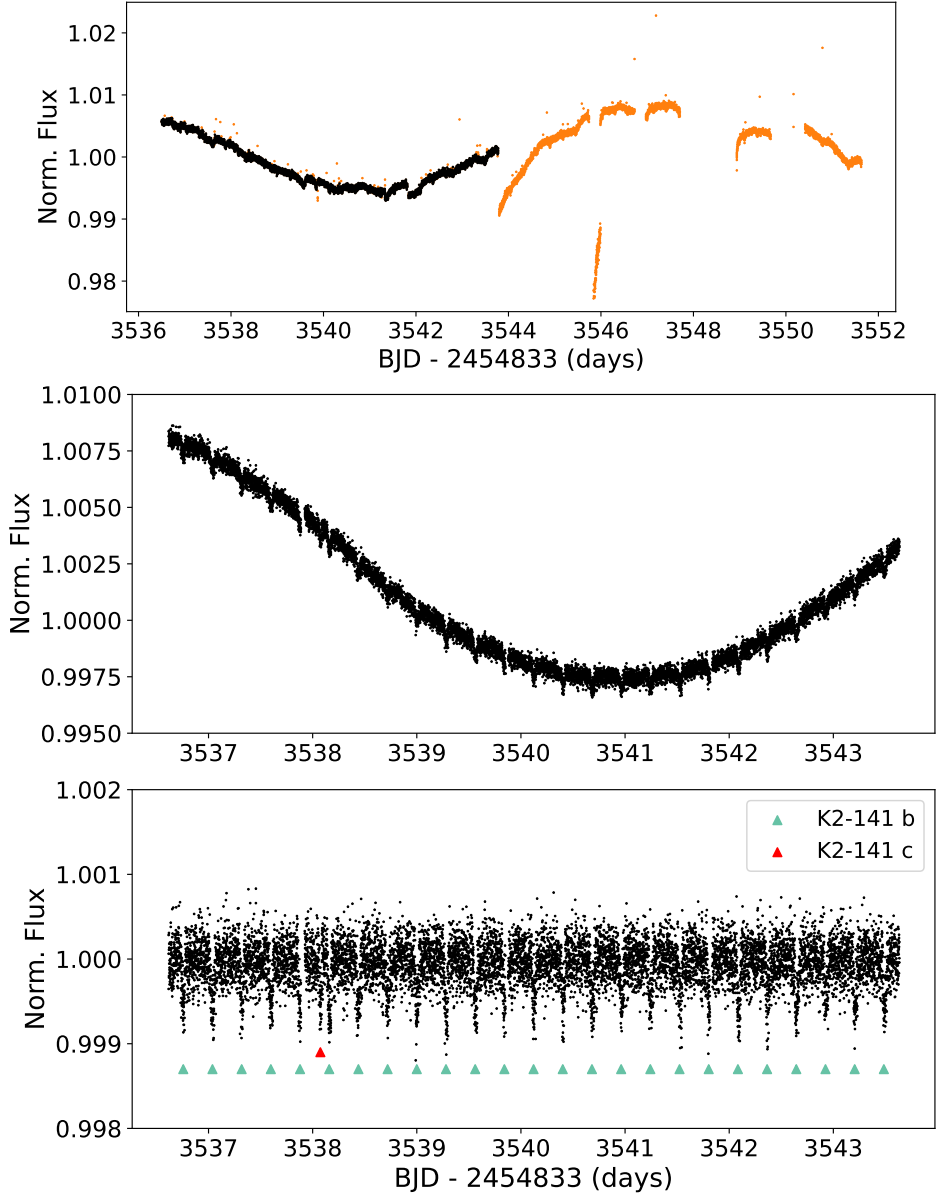 Norm. Flux
1.02
1.01
1.00
0.99
0.98
3536 3538 3540 3542 3544 3546 3548 3550 3552
BJD - 2454833 (days)
Norm. Flux
1.0100
1.0075
1.0050
1.0025
1.0000
0.9975
0.9950
3537 3538 3539 3540 3541 3542 3543
Norm. Flux
1.002
1.001
1.000
0.999
0.998
K2-141 b
K2-141 c
3537 3538 3539 3540 3541 3542 3543
BJD - 2454833 (days)